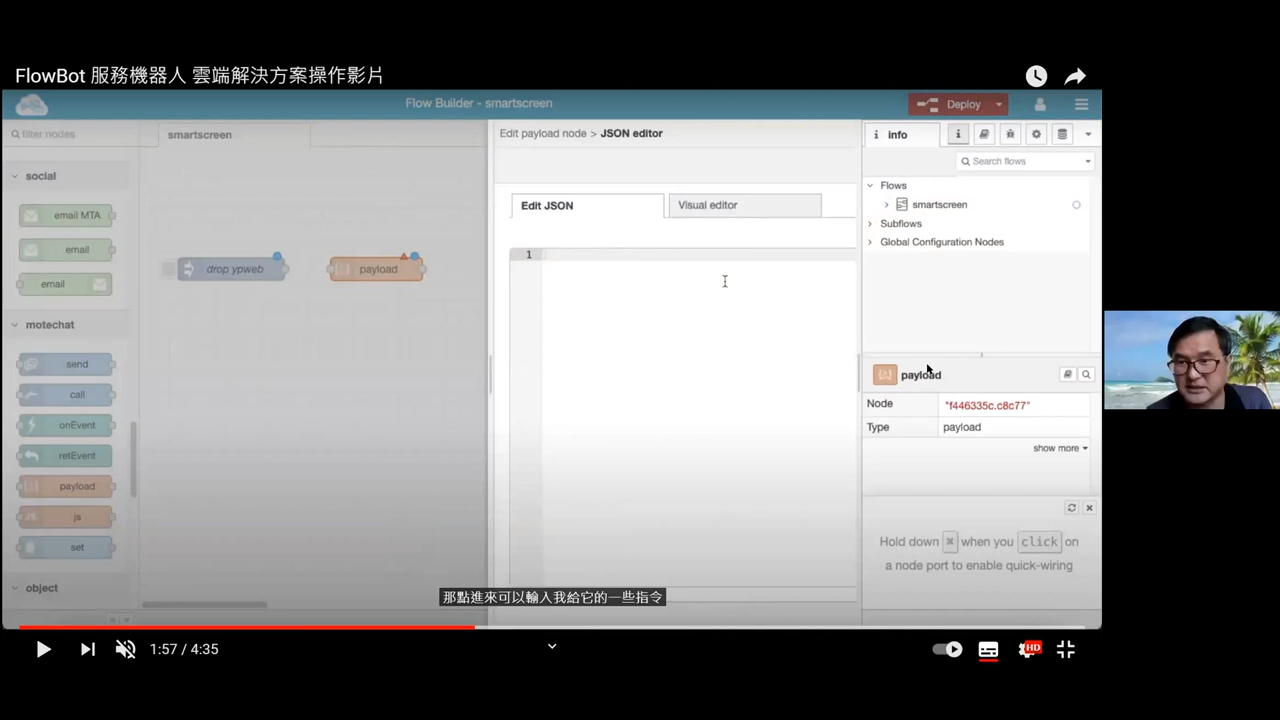 FlowBot 服務機器人 雲端解決方案操作影片
Flow Builder - smartscreen
Deploy
filter nodes
social
email MTA
email
email
motechat
send
call
onEvent
retEvent
payload
js
set
object
smartscreen
drop ypweb
payload
Edit payload node > JSON editor
Edit JSON
Visual editor
1
i info
Search flows
Flows
smartscreen
Subflows
Global Configuration Nodes
payload
Node "f446335c.c8c77"
Type payload
show more
Hold down ⌘ when you click on
a node port to enable quick-wiring
那點進來可以輸入我給它的一些指令
1:57 / 4:35
HD